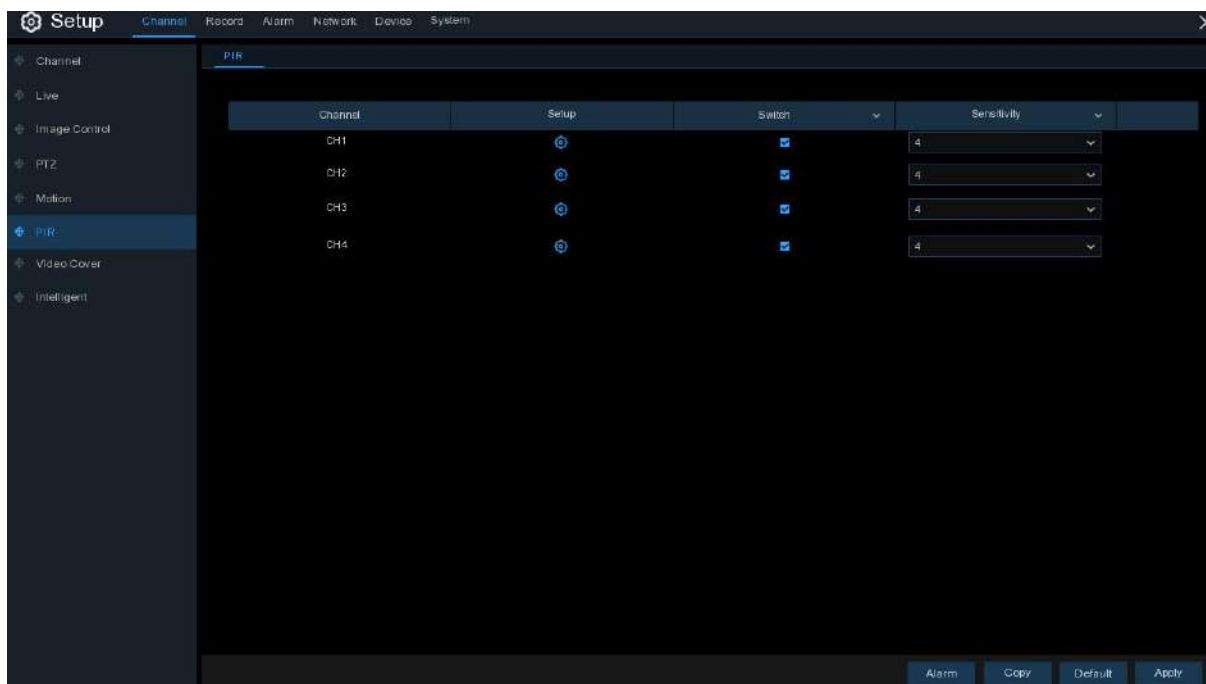 Setup Channel Record Alarm Network Device System
Channel
Live
Image Control
PTZ
Motion
PIR
Video Cover
Intelligent
PIR
Channel Setup Switch Sensitivity
CH1 4
CH2 4
CH3 4
CH4 4
Alarm Copy Default Apply